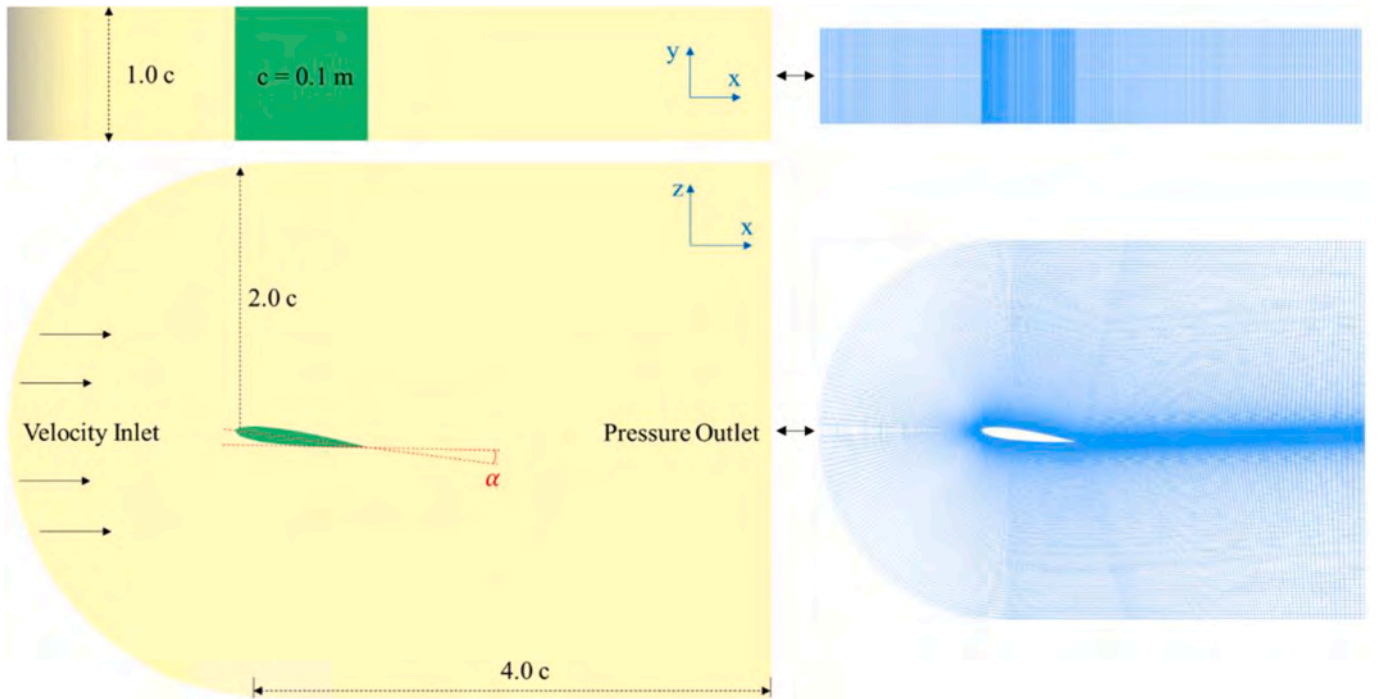 1.0 c
c = 0.1 m
y
x
z
x
2.0 c
Velocity Inlet
Pressure Outlet
α
4.0 c